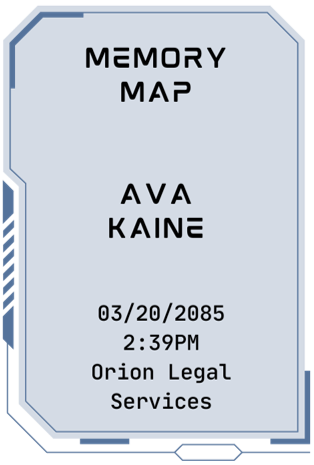 MEMORY
MAP
AVA
KAINE
03/20/2085
2:39PM
Orion Legal
Services